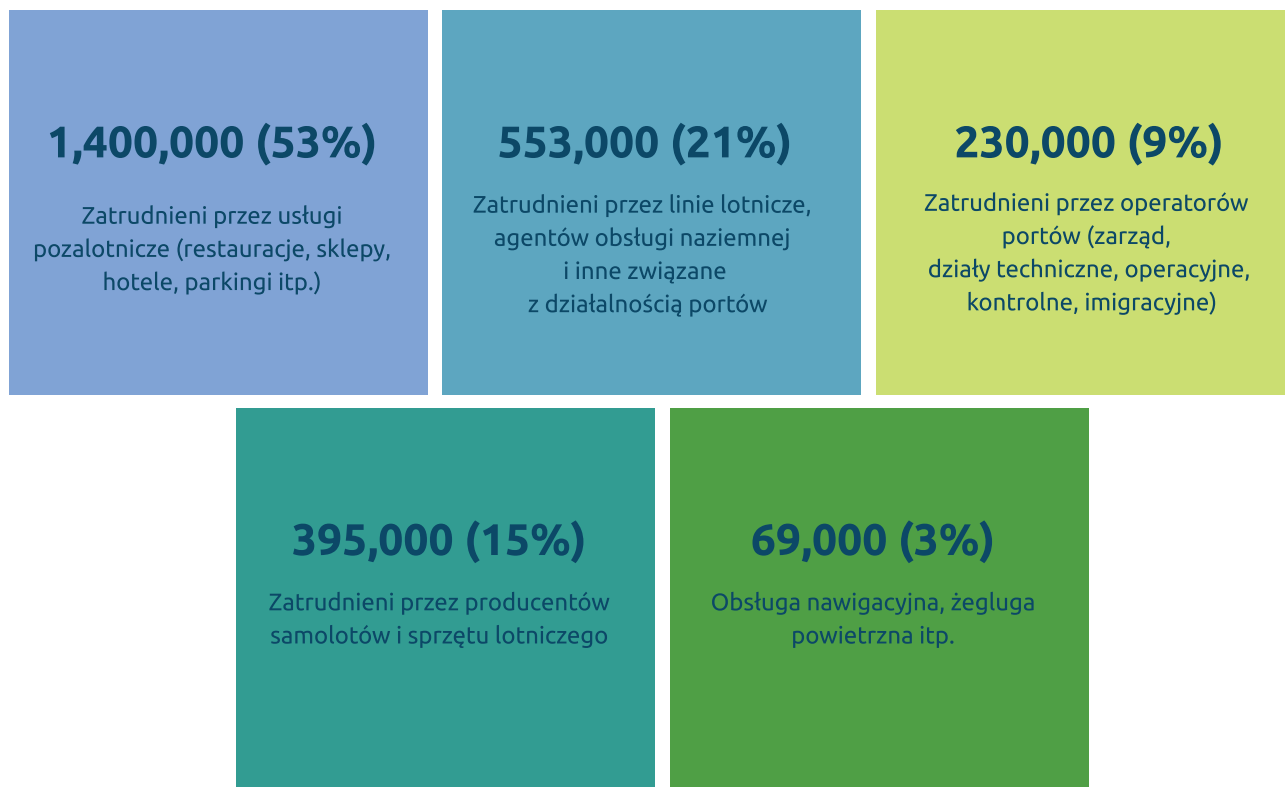 1,400,000 (53%)
Zatrudnieni przez usługi
pozalotnicze (restauracje, sklepy,
hotele, parkingi itp.)
553,000 (21%)
Zatrudnieni przez linie lotnicze,
agentów obsługi naziemnej
i inne związane
z działalnością portów
230,000 (9%)
Zatrudnieni przez operatorów
portów (zarząd,
działy techniczne, operacyjne,
kontrolne, imigracyjne)
395,000 (15%)
Zatrudnieni przez producentów
samolotów i sprzętu lotniczego
69,000 (3%)
Obsługa nawigacyjna, żegluga
powietrzna itp.